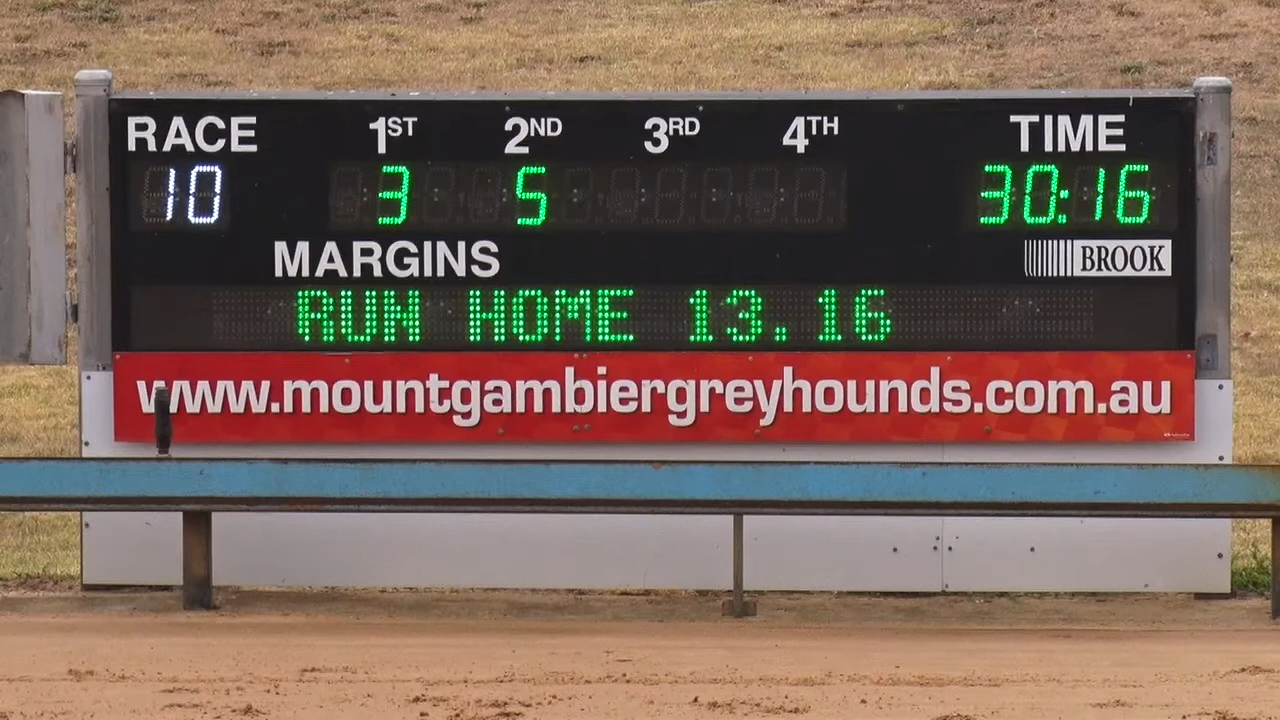 RACE 1ST 2ND 3RD 4TH TIME
10 3 5 30:16
MARGINS BROOK
RUN HOME 13.16
www.mountgambiergreyhounds.com.au